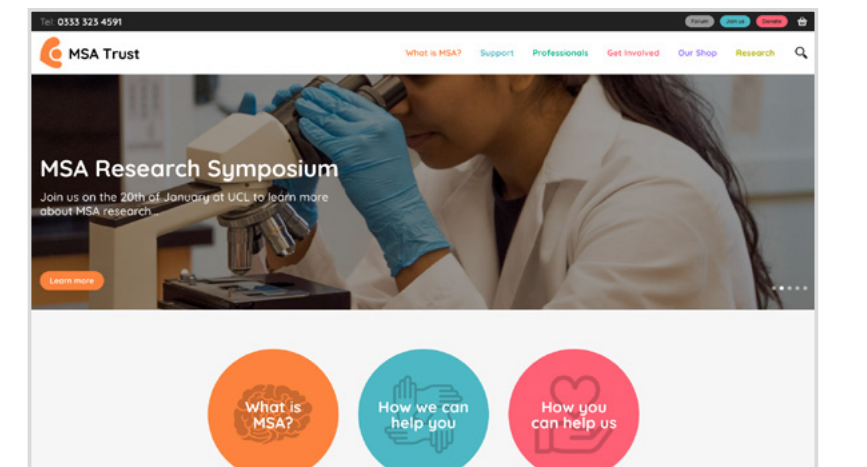 Tel: 0333 323 4591
Forum
Join us
Donate
MSA Trust
What is MSA?
Support
Professionals
Get Involved
Our Shop
Research
MSA Research Symposium
Join us on the 20th of January at UCL to learn more
about MSA research...
Learn more
What is
MSA?
How we can
help you
How you
can help us